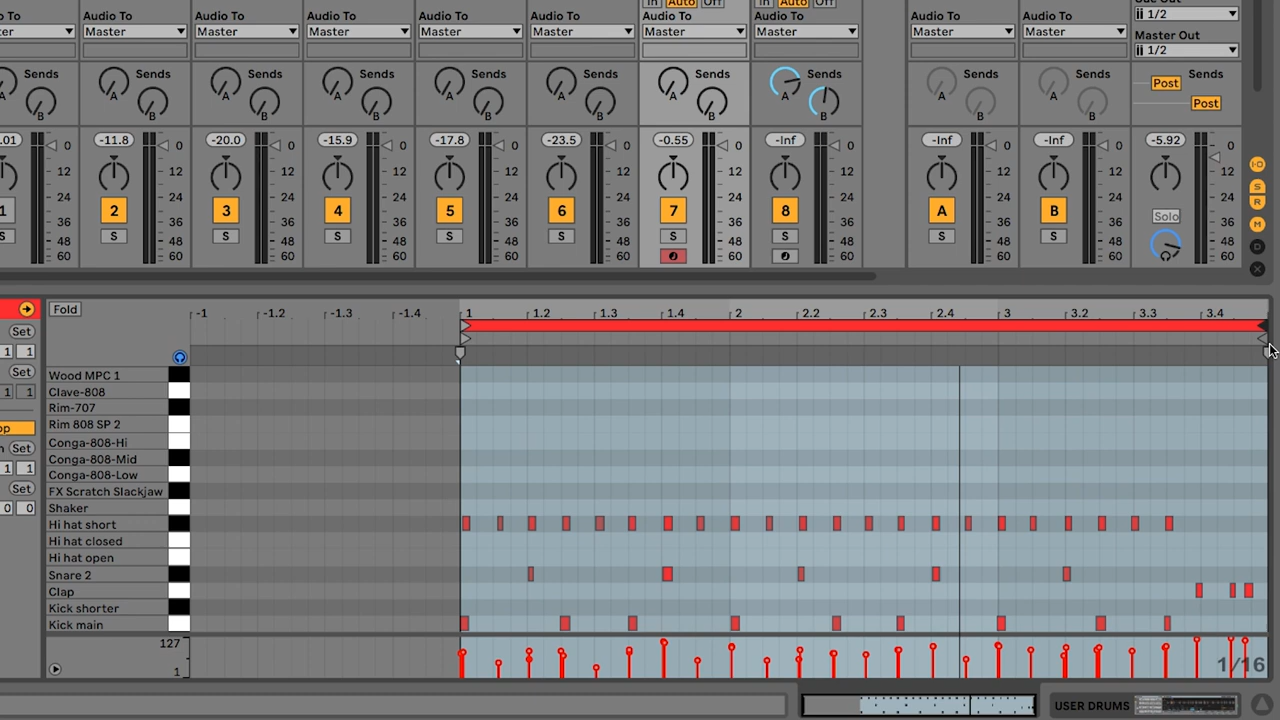 In Auto Off In Auto Off Cue Out
o To Audio To Audio To Audio To Audio To Audio To Audio To Audio To Audio To Audio To ⅱ 1/2
er Master Master Master Master Master Master Master Master Master Master Out
ⅱ 1/2
Sends Sends Sends Sends Sends Sends Sends Sends Sends Sends Sends
A A A A A A A A A A Post
B B B B B B B B B B Post
.01 -11.8 -20.0 -15.9 -17.8 -23.5 -0.55 -Inf -Inf -Inf -5.92
0 0 0 0 0 0 0 0 0 0 0
12 12 12 12 12 12 12 12 12 12 12
24 24 24 24 24 24 24 24 24 24 24
1 2 3 4 5 6 7 8 A B
36 36 36 36 36 36 36 36 36 36 36
S S S S S S S S S S Solo
48 48 48 48 48 48 48 48 48 48 48
60 60 60 60 60 60 60 60 60 60 60
I·O
S
R
M
D
X
Fold -1 -1.2 -1.3 -1.4 1 1.2 1.3 1.4 2 2.2 2.3 2.4 3 3.2 3.3 3.4
Set
1 1
Set
1 1
op
Set
1 1
Set
0 0
Wood MPC 1
Clave-808
Rim-707
Rim 808 SP 2
Conga-808-Hi
Conga-808-Mid
Conga-808-Low
FX Scratch Slackjaw
Shaker
Hi hat short
Hi hat closed
Hi hat open
Snare 2
Clap
Kick shorter
Kick main
127
1
1/16
USER DRUMS